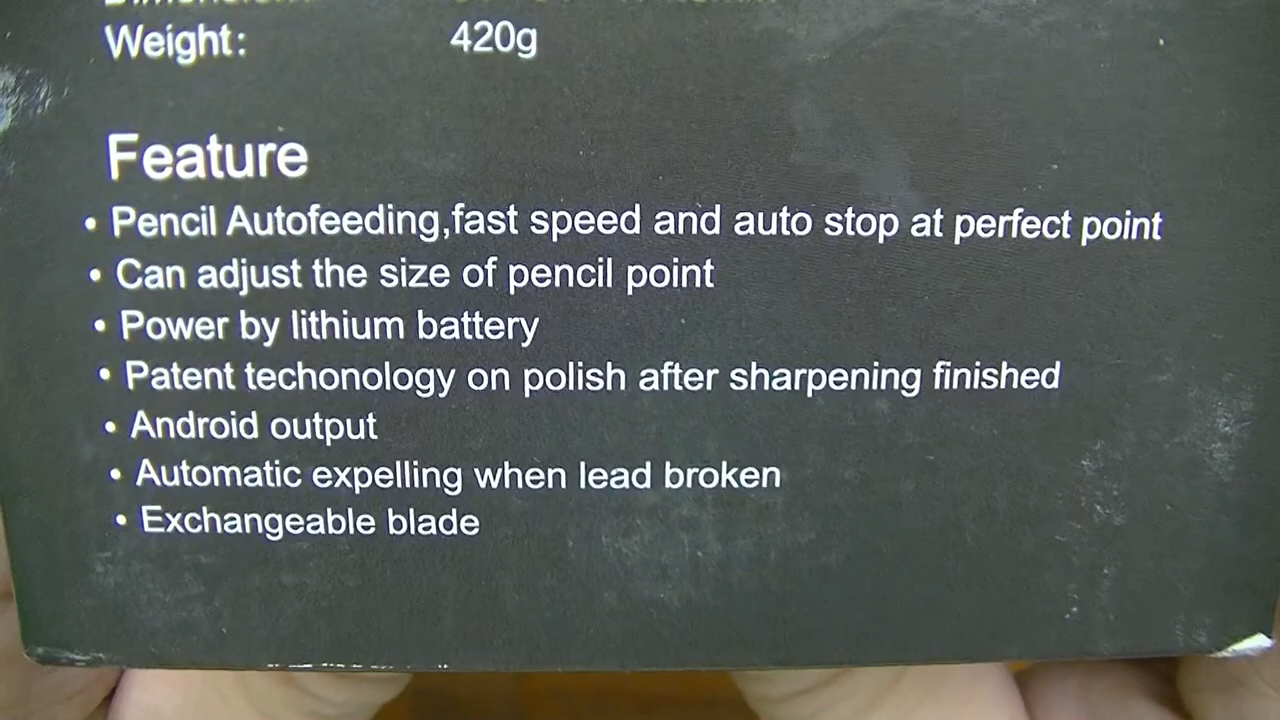 Weight: 420g
Feature
• Pencil Autofeeding,fast speed and auto stop at perfect point
• Can adjust the size of pencil point
• Power by lithium battery
• Patent techonology on polish after sharpening finished
• Android output
• Automatic expelling when lead broken
• Exchangeable blade